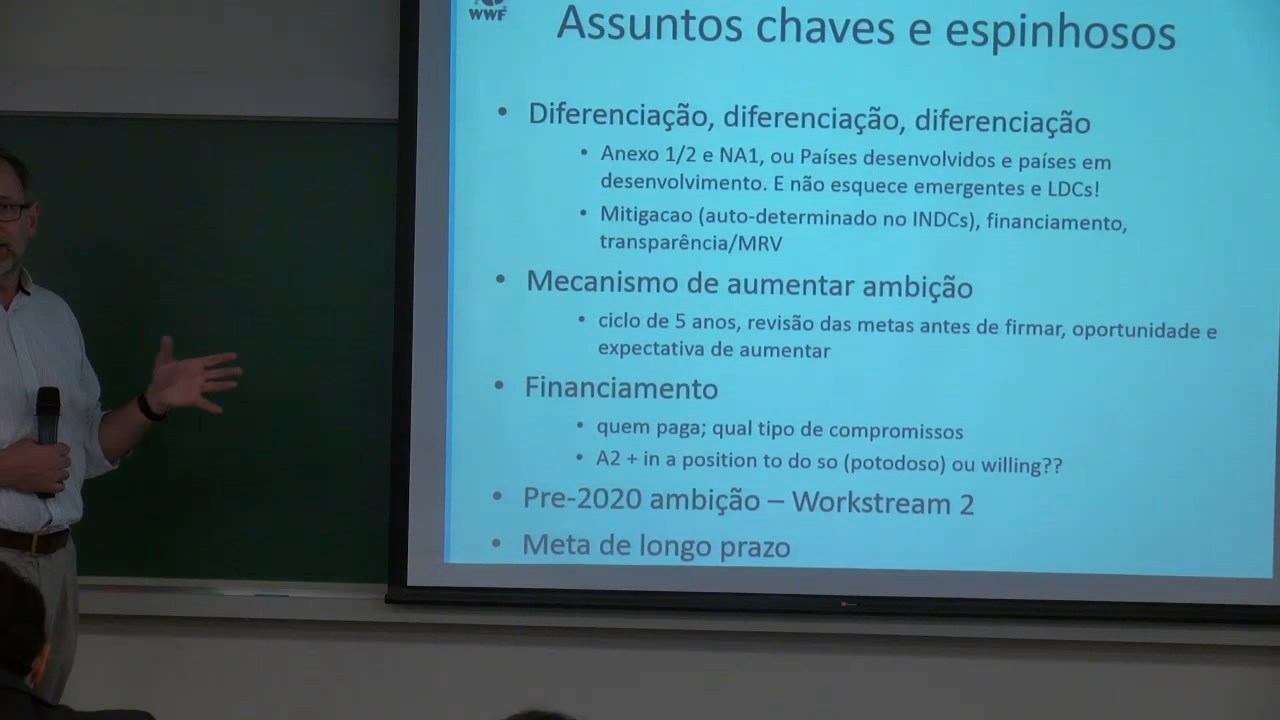 WWF
Assuntos chaves e espinhosos
• Diferenciação, diferenciação, diferenciação
• Anexo 1/2 e NA1, ou Países desenvolvidos e países em
desenvolvimento. E não esquece emergentes e LDCs!
• Mitigacao (auto-determinado no INDCs), financiamento,
transparência/MRV
• Mecanismo de aumentar ambição
• ciclo de 5 anos, revisão das metas antes de firmar, oportunidade e
expectativa de aumentar
• Financiamento
• quem paga; qual tipo de compromissos
• A2 + in a position to do so (potodoso) ou willing??
• Pre-2020 ambição – Workstream 2
• Meta de longo prazo